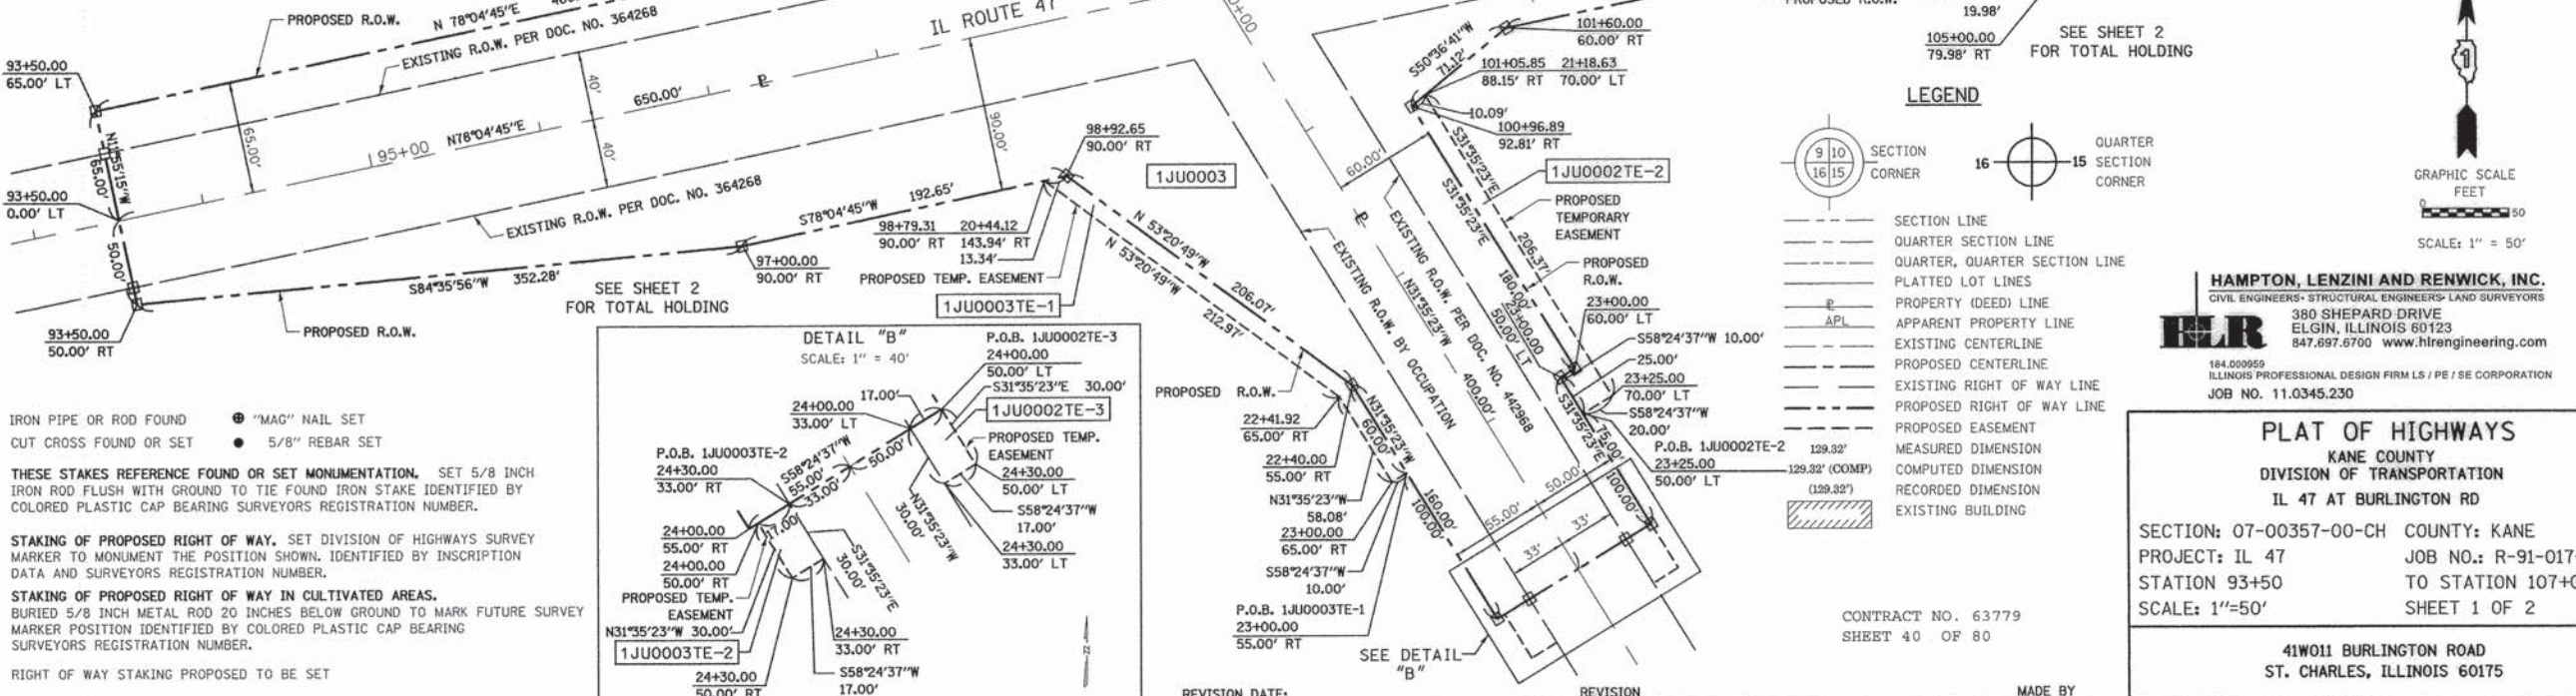 PROPOSED R.O.W.
N 78°04'45"E
EXISTING R.O.W. PER DOC. NO. 364268
IL ROUTE 47
93+50.00
65.00' LT
N11°55'15"W
65.00'
65.00'
95+00
N78°04'45"E
40'
40'
650.00'
90.00'
93+50.00
0.00' LT
50.00'
EXISTING R.O.W. PER DOC. NO. 364268
S78°04'45"W
192.65'
S84°35'56"W 352.28'
97+00.00
90.00' RT
SEE SHEET 2
FOR TOTAL HOLDING
PROPOSED R.O.W.
93+50.00
50.00' RT
98+92.65
90.00' RT
1JU0003
98+79.31 20+44.12
90.00' RT 143.94' RT
13.34'
PROPOSED TEMP. EASEMENT
1JU0003TE-1
N 53°20'49"W
N 53°20'49"W
206.07'
212.97'
EXISTING R.O.W. BY OCCUPATION
EXISTING R.O.W. PER DOC. NO. 442968
N31°35'23"W
400.00'
60.00'
S50°36'41"W
71.12'
101+60.00
60.00' RT
101+05.85 21+18.63
88.15' RT 70.00' LT
10.09'
100+96.89
92.81' RT
S31°35'23"E
S31°35'23"E
1JU0002TE-2
PROPOSED
TEMPORARY
EASEMENT
206.37'
180.00'
PROPOSED
R.O.W.
23+00.00
60.00' LT
23+00.00
50.00' LT
S58°24'37"W 10.00'
25.00'
23+25.00
70.00' LT
S58°24'37"W
20.00'
S31°35'23"E
75.00'
P.O.B. 1JU0002TE-2
23+25.00
50.00' LT
PROPOSED R.O.W.
22+41.92
65.00' RT
22+40.00
55.00' RT
N31°35'23"W
60.00'
N31°35'23"W
58.08'
23+00.00
65.00' RT
S58°24'37"W
10.00'
P.O.B. 1JU0003TE-1
23+00.00
55.00' RT
160.00'
100.00'
55.00'
50.00'
100.00'
33'
33'
SEE DETAIL
"B"
DETAIL "B"
SCALE: 1" = 40'
P.O.B. 1JU0002TE-3
24+00.00
50.00' LT
S31°35'23"E 30.00'
1JU0002TE-3
17.00'
24+00.00
33.00' LT
PROPOSED TEMP.
EASEMENT
24+30.00
50.00' LT
S58°24'37"W
17.00'
24+30.00
33.00' LT
N31°35'23"W
30.00'
50.00'
P.O.B. 1JU0003TE-2
24+30.00
33.00' RT
S58°24'37"W
55.00'
33.00'
17.00'
24+00.00
55.00' RT
24+00.00
50.00' RT
PROPOSED TEMP.
EASEMENT
N31°35'23"W 30.00'
1JU0003TE-2
S31°35'23"E
30.00'
24+30.00
33.00' RT
S58°24'37"W
17.00'
24+30.00
50.00' RT
IRON PIPE OR ROD FOUND "MAG" NAIL SET
CUT CROSS FOUND OR SET 5/8" REBAR SET
THESE STAKES REFERENCE FOUND OR SET MONUMENTATION. SET 5/8 INCH
IRON ROD FLUSH WITH GROUND TO TIE FOUND IRON STAKE IDENTIFIED BY
COLORED PLASTIC CAP BEARING SURVEYORS REGISTRATION NUMBER.
STAKING OF PROPOSED RIGHT OF WAY. SET DIVISION OF HIGHWAYS SURVEY
MARKER TO MONUMENT THE POSITION SHOWN. IDENTIFIED BY INSCRIPTION
DATA AND SURVEYORS REGISTRATION NUMBER.
STAKING OF PROPOSED RIGHT OF WAY IN CULTIVATED AREAS.
BURIED 5/8 INCH METAL ROD 20 INCHES BELOW GROUND TO MARK FUTURE SURVEY
MARKER POSITION IDENTIFIED BY COLORED PLASTIC CAP BEARING
SURVEYORS REGISTRATION NUMBER.
RIGHT OF WAY STAKING PROPOSED TO BE SET
REVISION DATE:
REVISION
MADE BY
PROPOSED R.O.W.
19.98'
105+00.00
79.98' RT
SEE SHEET 2
FOR TOTAL HOLDING
LEGEND
9 10
16 15
SECTION
CORNER
16 15
QUARTER
SECTION
CORNER
SECTION LINE
QUARTER SECTION LINE
QUARTER, QUARTER SECTION LINE
PLATTED LOT LINES
PROPERTY (DEED) LINE
APL APPARENT PROPERTY LINE
EXISTING CENTERLINE
PROPOSED CENTERLINE
EXISTING RIGHT OF WAY LINE
PROPOSED RIGHT OF WAY LINE
PROPOSED EASEMENT
129.32' MEASURED DIMENSION
129.32' (COMP) COMPUTED DIMENSION
(129.32') RECORDED DIMENSION
EXISTING BUILDING
CONTRACT NO. 63779
SHEET 40 OF 80
GRAPHIC SCALE
FEET
0 50
SCALE: 1" = 50'
HLR
HAMPTON, LENZINI AND RENWICK, INC.
CIVIL ENGINEERS• STRUCTURAL ENGINEERS• LAND SURVEYORS
380 SHEPARD DRIVE
ELGIN, ILLINOIS 60123
847.697.6700 www.hlrengineering.com
184.000959
ILLINOIS PROFESSIONAL DESIGN FIRM LS / PE / SE CORPORATION
JOB NO. 11.0345.230
PLAT OF HIGHWAYS
KANE COUNTY
DIVISION OF TRANSPORTATION
IL 47 AT BURLINGTON RD
SECTION: 07-00357-00-CH COUNTY: KANE
PROJECT: IL 47 JOB NO.: R-91-017-
STATION 93+50 TO STATION 107+0
SCALE: 1"=50' SHEET 1 OF 2
41W011 BURLINGTON ROAD
ST. CHARLES, ILLINOIS 60175